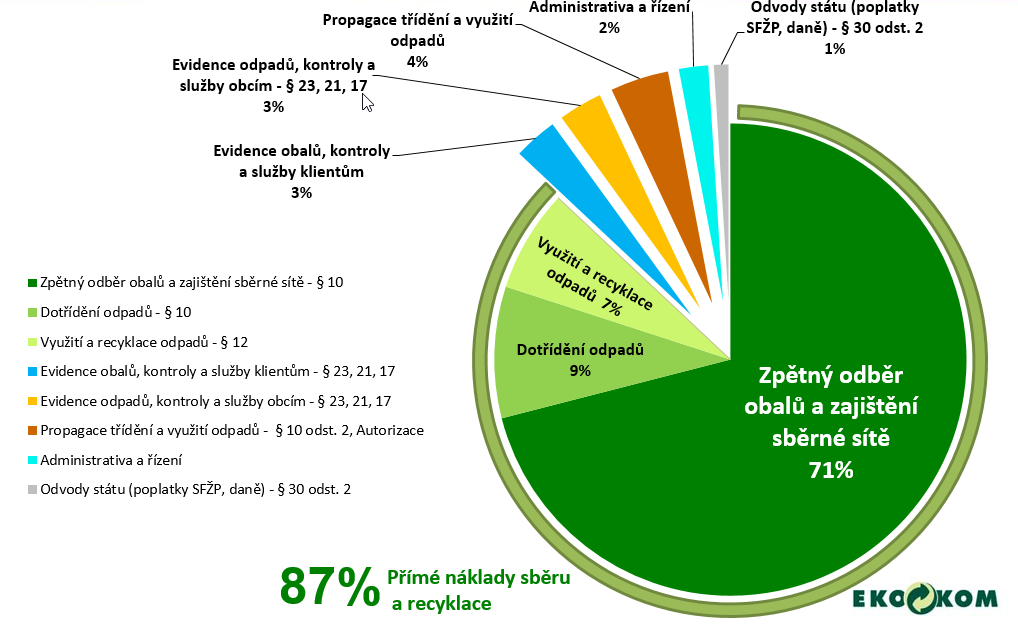 Administrativa a řízení
2%
Odvody státu (poplatky
SFŽP, daně) - § 30 odst. 2
1%
Propagace třídění a využití
odpadů
4%
Evidence odpadů, kontroly a
služby obcím - § 23, 21, 17
3%
Evidence obalů, kontroly
a služby klientům
3%
Využití a recyklace
odpadů 7%
Dotřídění odpadů
9%
Zpětný odběr
obalů a zajištění
sběrné sítě
71%
Zpětný odběr obalů a zajištění sběrné sítě - § 10
Dotřídění odpadů - § 10
Využití a recyklace odpadů - § 12
Evidence obalů, kontroly a služby klientům - § 23, 21, 17
Evidence odpadů, kontroly a služby obcím - § 23, 21, 17
Propagace třídění a využití odpadů - § 10 odst. 2, Autorizace
Administrativa a řízení
Odvody státu (poplatky SFŽP, daně) - § 30 odst. 2
87% Přímé náklady sběru
a recyklace
EKO KOM